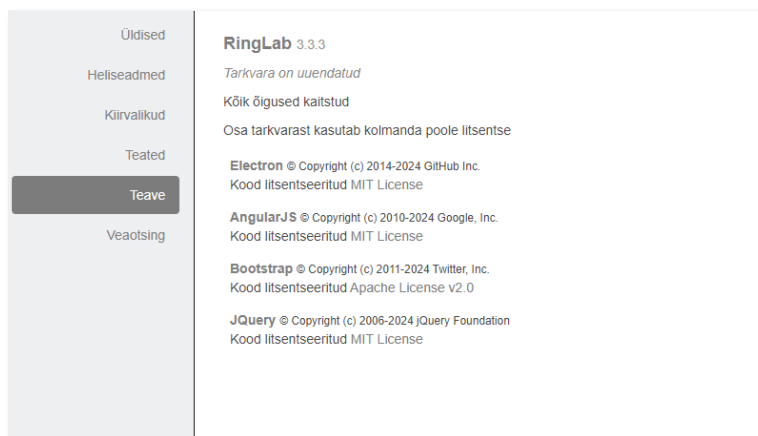 Üldised
Heliseadmed
Kiirvalikud
Teated
Teave
Veaotsing
RingLab 3.3.3
Tarkvara on uuendatud
Kõik õigused kaitstud
Osa tarkvarast kasutab kolmanda poole litsentse
Electron © Copyright (c) 2014-2024 GitHub Inc.
Kood litsentseeritud MIT License
AngularJS © Copyright (c) 2010-2024 Google, Inc.
Kood litsentseeritud MIT License
Bootstrap © Copyright (c) 2011-2024 Twitter, Inc.
Kood litsentseeritud Apache License v2.0
JQuery © Copyright (c) 2006-2024 jQuery Foundation
Kood litsentseeritud MIT License